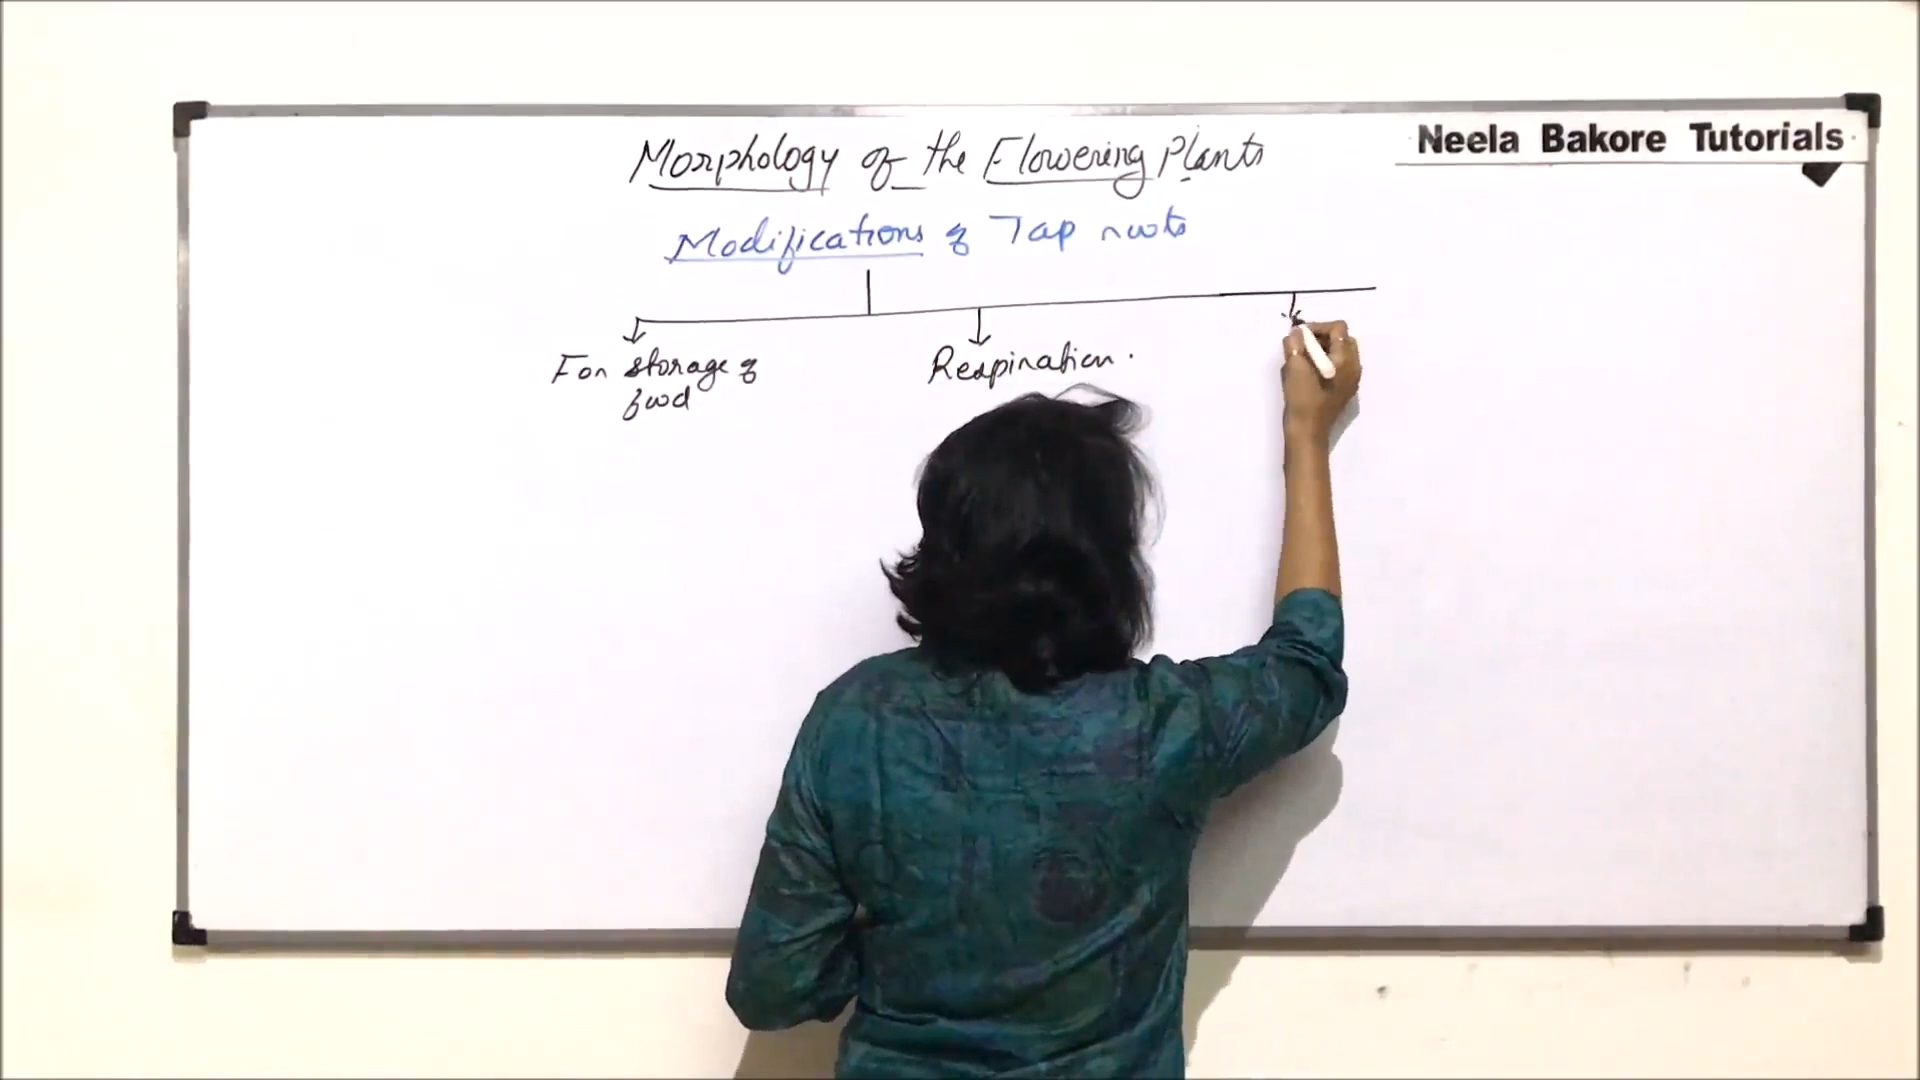 Neela Bakore Tutorials
Morphology of the Flowering Plants
Modifications of Tap roots
For storage of
food
Respiration.